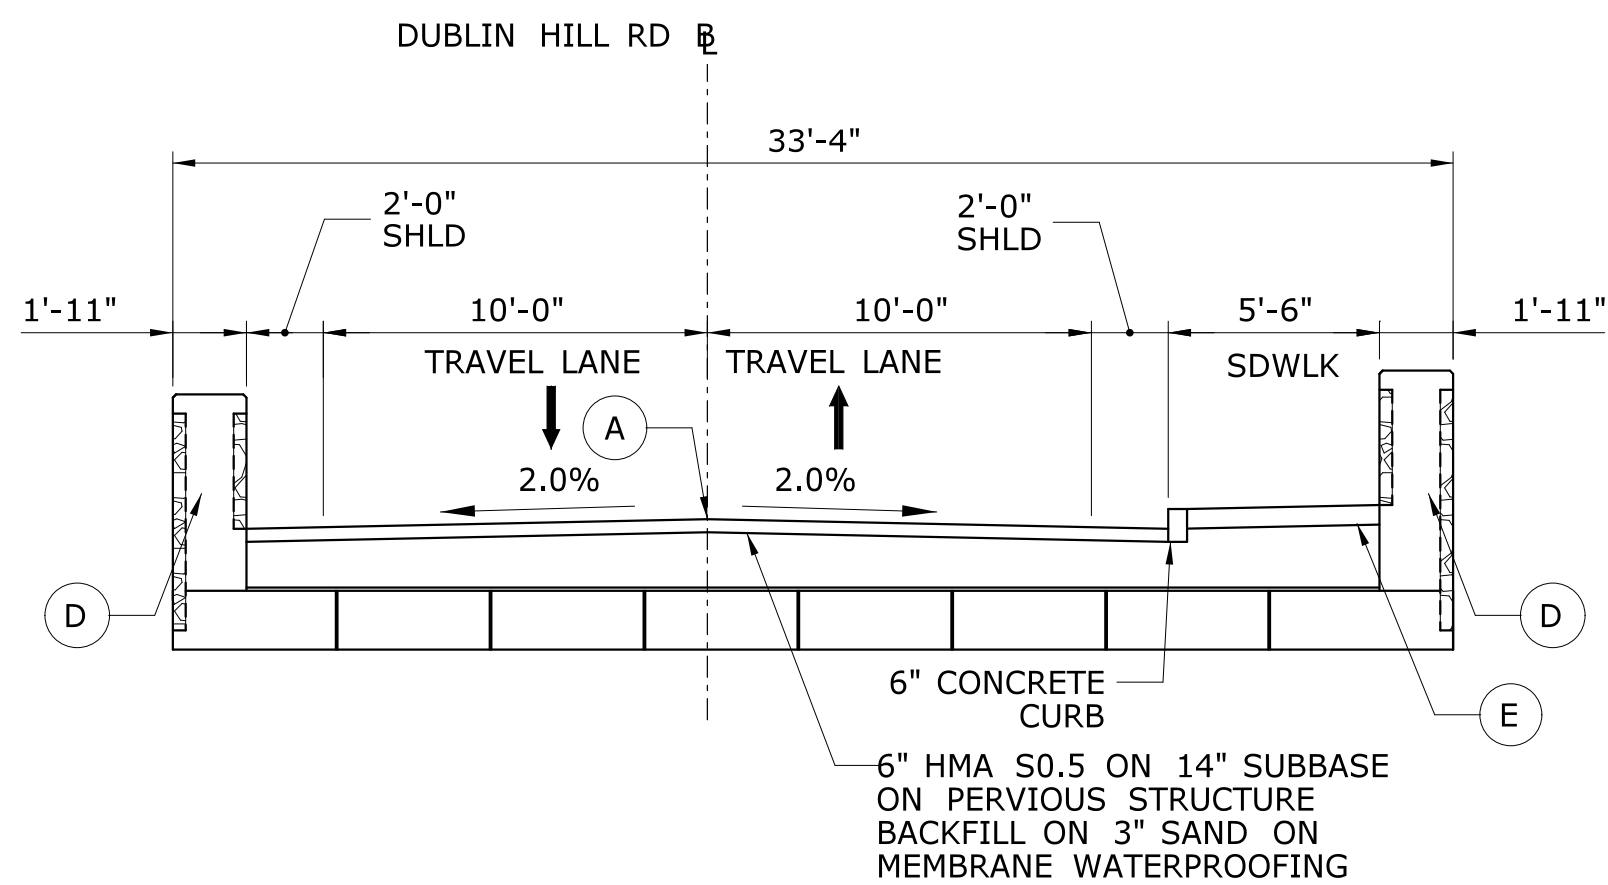 DUBLIN HILL RD BL
33'-4"
2'-0"
SHLD
2'-0"
SHLD
1'-11"
10'-0"
10'-0"
5'-6"
1'-11"
TRAVEL LANE
TRAVEL LANE
SDWLK
A
2.0%
2.0%
D
D
6" CONCRETE
CURB
E
6" HMA S0.5 ON 14" SUBBASE
ON PERVIOUS STRUCTURE
BACKFILL ON 3" SAND ON
MEMBRANE WATERPROOFING